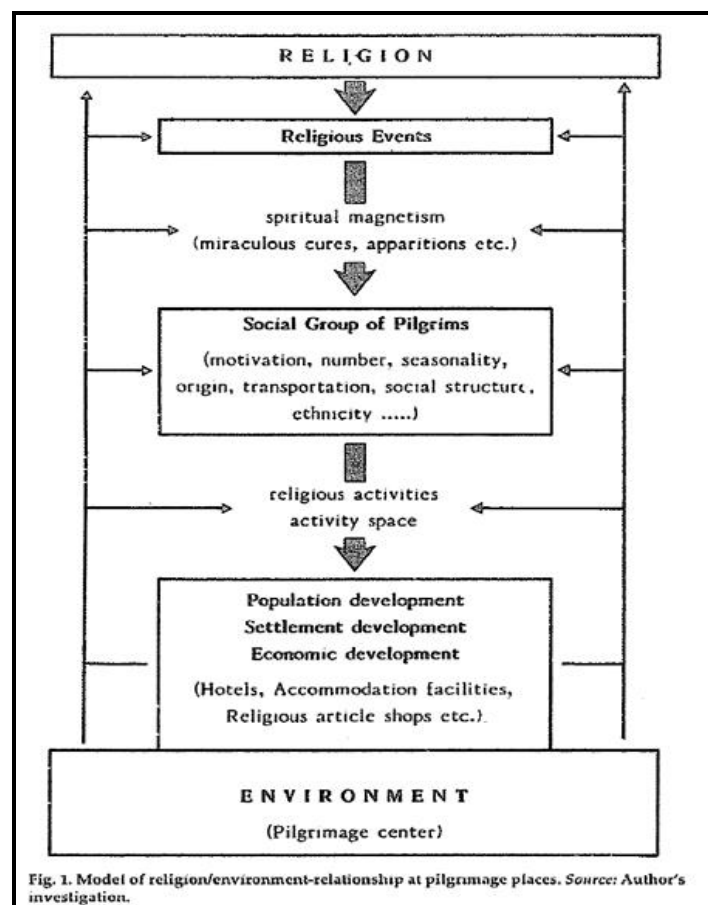 RELIGION
Religious Events
spiritual magnetism
(miraculous cures, apparitions etc.)
Social Group of Pilgrims
(motivation, number, seasonality,
origin, transportation, social structure,
ethnicity .....)
religious activities
activity space
Population development
Settlement development
Economic development
(Hotels, Accommodation facilities,
Religious article shops etc.)
ENVIRONMENT
(Pilgrimage center)
Fig. 1. Model of religion/environment-relationship at pilgrimage places. Source: Author's
investigation.